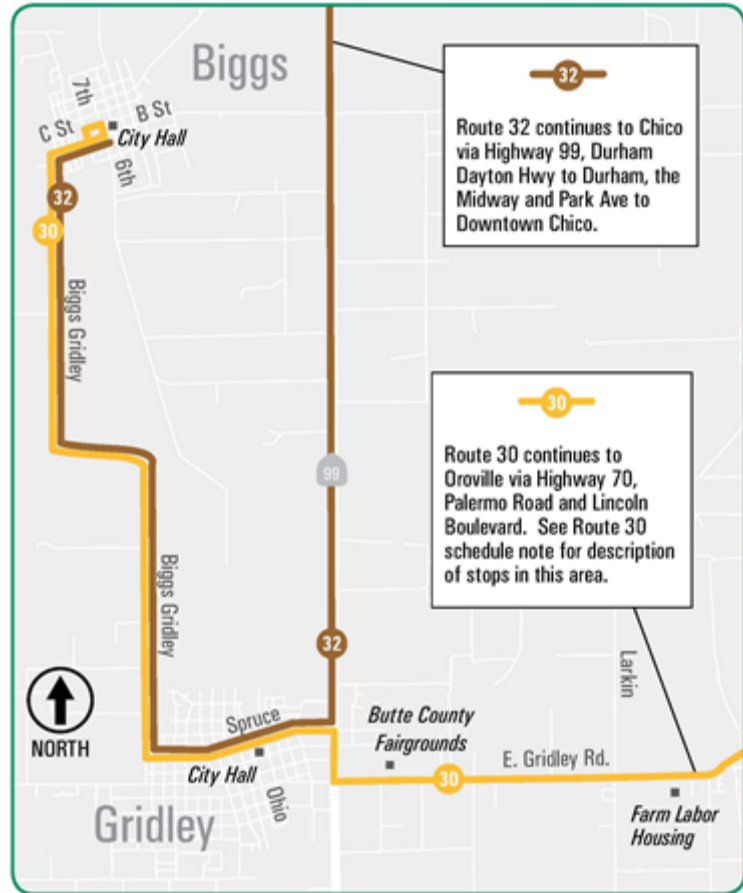 Biggs
7th
B St
C St
City Hall
6th
32
30
Biggs Gridley
32
Route 32 continues to Chico
via Highway 99, Durham
Dayton Hwy to Durham, the
Midway and Park Ave to
Downtown Chico.
30
Route 30 continues to
Oroville via Highway 70,
Palermo Road and Lincoln
Boulevard. See Route 30
schedule note for description
of stops in this area.
99
Biggs Gridley
32
Larkin
NORTH
Spruce
City Hall
Ohio
Butte County
Fairgrounds
30
E. Gridley Rd.
Farm Labor
Housing
Gridley